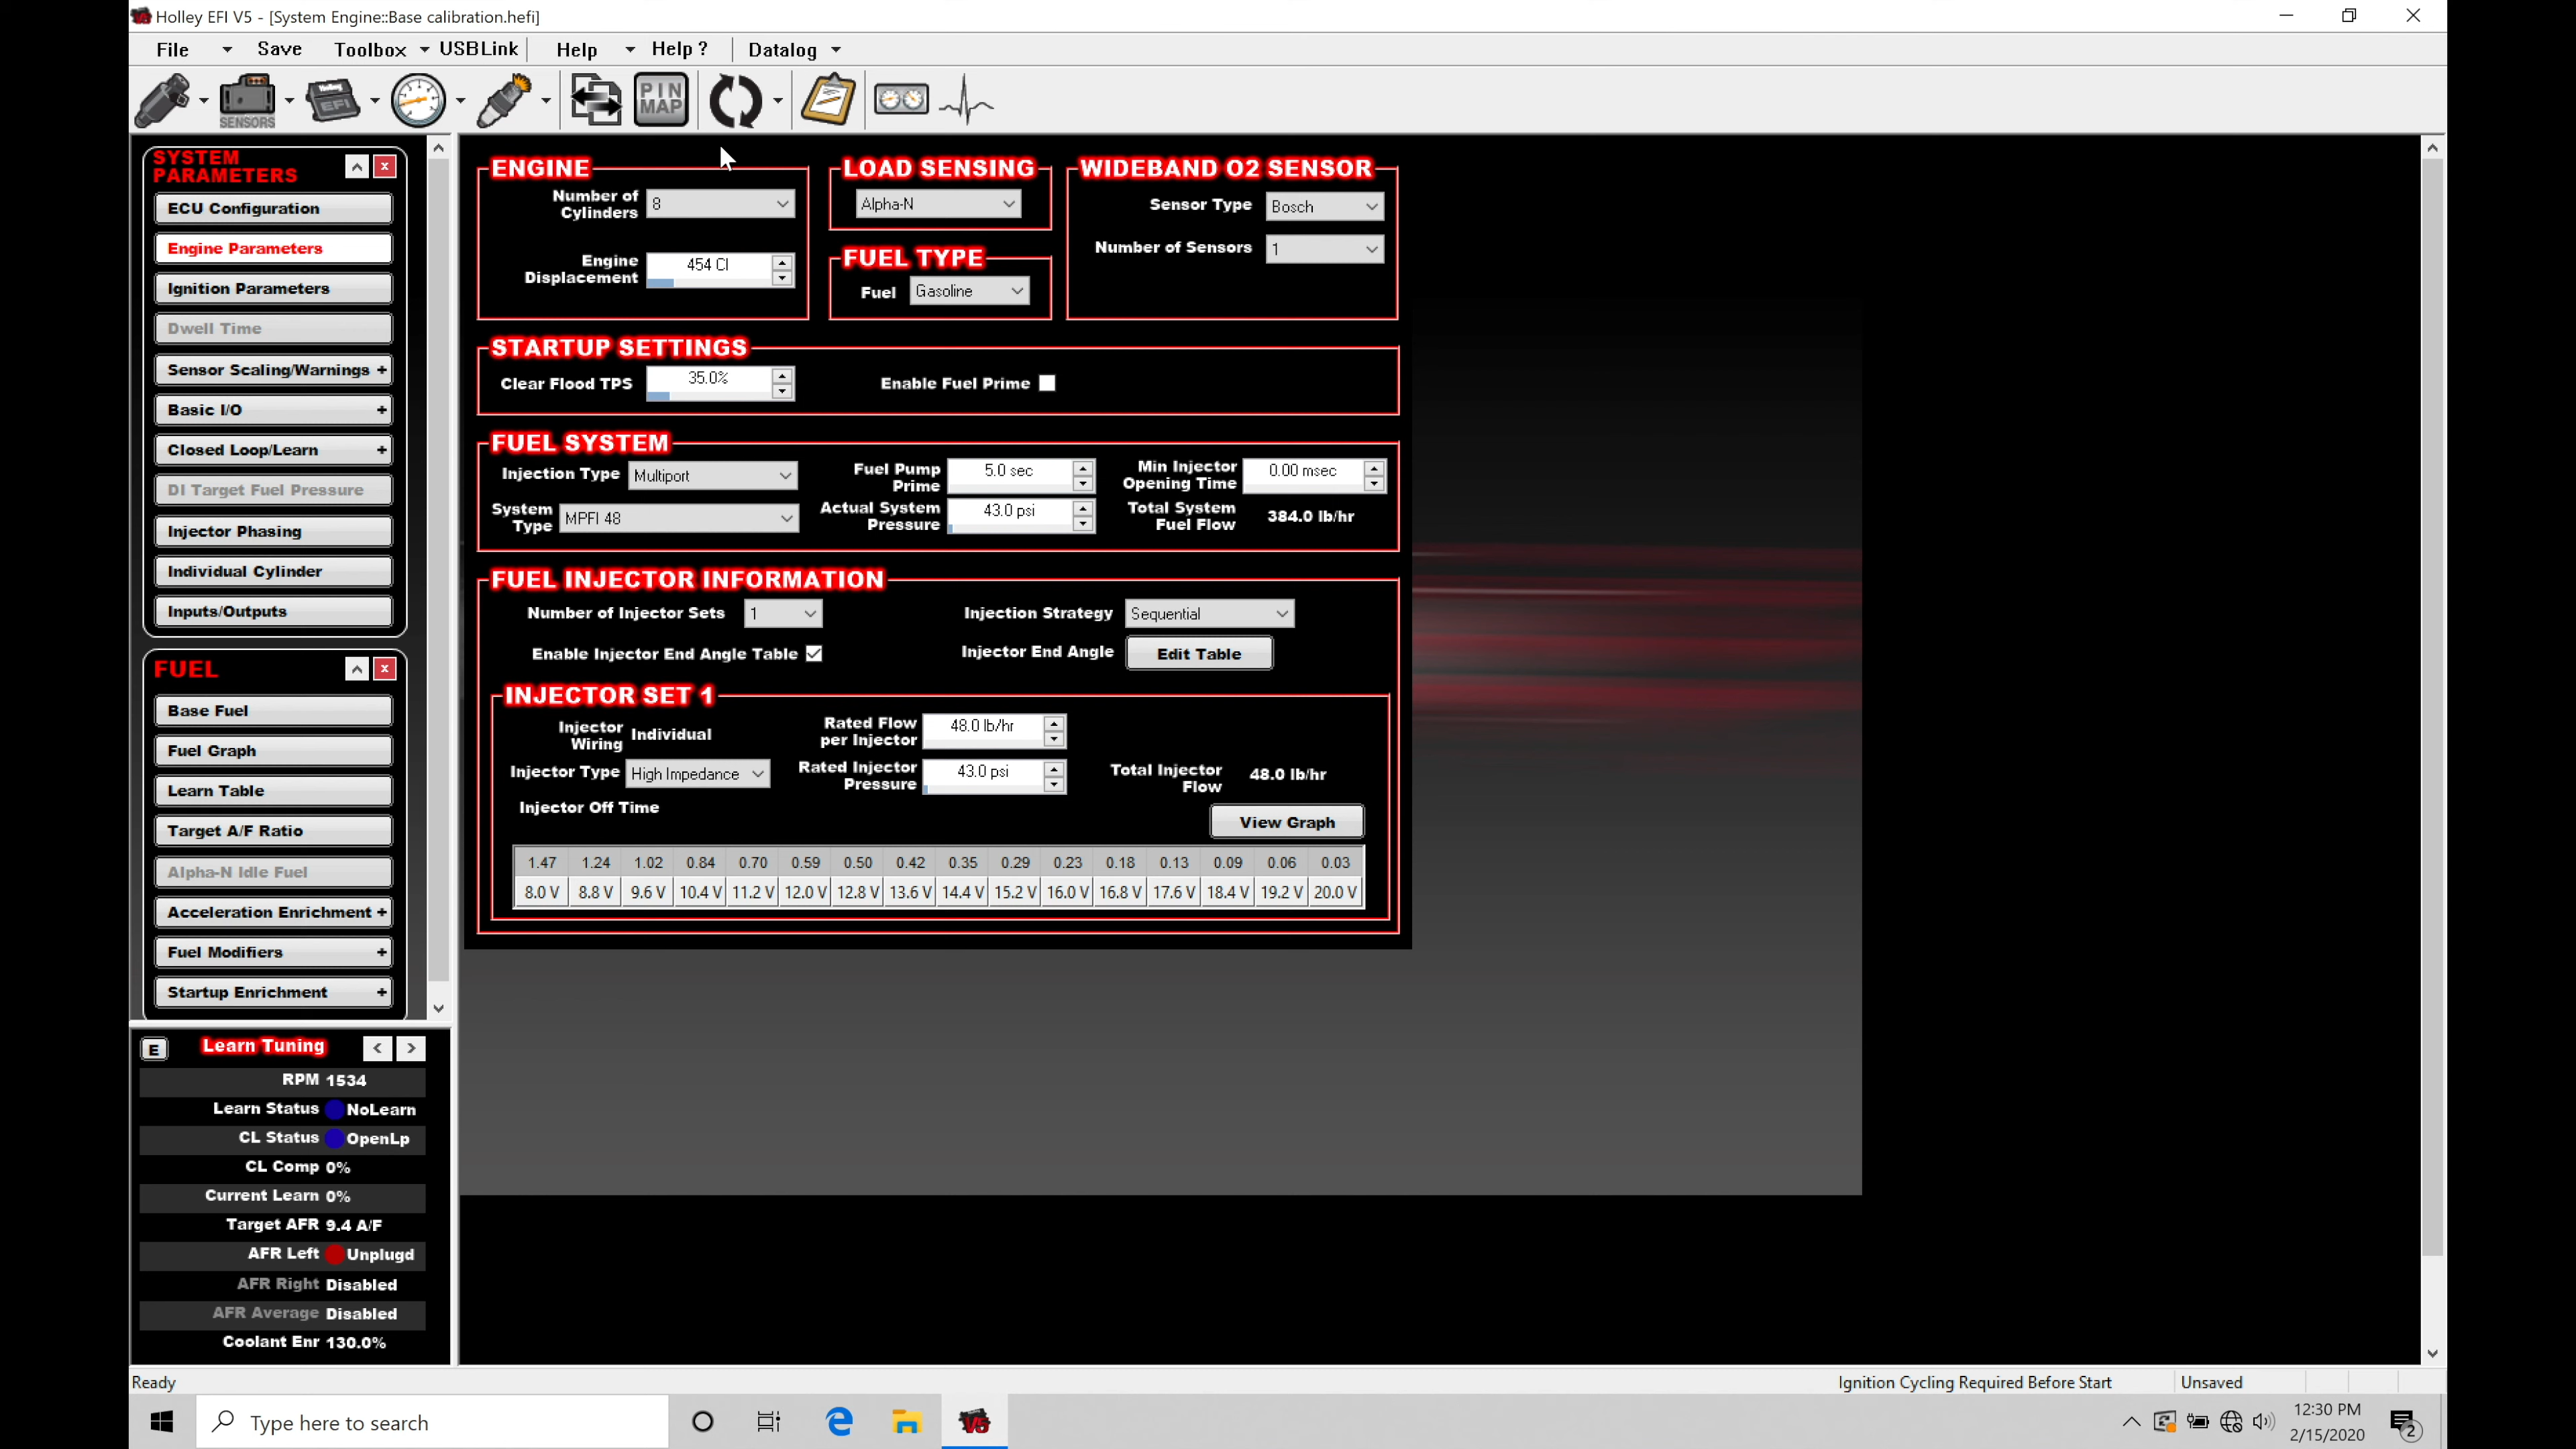 Holley EFI V5 - [System Engine::Base calibration.hefi]
File Save Toolbox USB Link Help Help ? Datalog
SENSORS
EFI
PIN MAP
SYSTEM
PARAMETERS
ECU Configuration
Engine Parameters
Ignition Parameters
Dwell Time
Sensor Scaling/Warnings +
Basic I/O +
Closed Loop/Learn +
DI Target Fuel Pressure
Injector Phasing
Individual Cylinder
Inputs/Outputs
FUEL
Base Fuel
Fuel Graph
Learn Table
Target A/F Ratio
Alpha-N Idle Fuel
Acceleration Enrichment +
Fuel Modifiers +
Startup Enrichment +
E Learn Tuning < >
RPM 1534
Learn Status NoLearn
CL Status OpenLp
CL Comp 0%
Current Learn 0%
Target AFR 9.4 A/F
AFR Left Unplugd
AFR Right Disabled
AFR Average Disabled
Coolant Enr 130.0%
ENGINE
Number of Cylinders 8
Engine Displacement 454 CI
LOAD SENSING
Alpha-N
FUEL TYPE
Fuel Gasoline
WIDEBAND O2 SENSOR
Sensor Type Bosch
Number of Sensors 1
STARTUP SETTINGS
Clear Flood TPS 35.0% Enable Fuel Prime
FUEL SYSTEM
Injection Type Multiport Fuel Pump Prime 5.0 sec Min Injector Opening Time 0.00 msec
System Type MPFI 48 Actual System Pressure 43.0 psi Total System Fuel Flow 384.0 lb/hr
FUEL INJECTOR INFORMATION
Number of Injector Sets 1 Injection Strategy Sequential
Enable Injector End Angle Table Injector End Angle Edit Table
INJECTOR SET 1
Injector Wiring Individual Rated Flow per Injector 48.0 lb/hr
Injector Type High Impedance Rated Injector Pressure 43.0 psi Total Injector Flow 48.0 lb/hr
Injector Off Time
View Graph
1.47 1.24 1.02 0.84 0.70 0.59 0.50 0.42 0.35 0.29 0.23 0.18 0.13 0.09 0.06 0.03
8.0 V 8.8 V 9.6 V 10.4 V 11.2 V 12.0 V 12.8 V 13.6 V 14.4 V 15.2 V 16.0 V 16.8 V 17.6 V 18.4 V 19.2 V 20.0 V
Ready Ignition Cycling Required Before Start Unsaved
Type here to search
V5
12:30 PM
2/15/2020
2